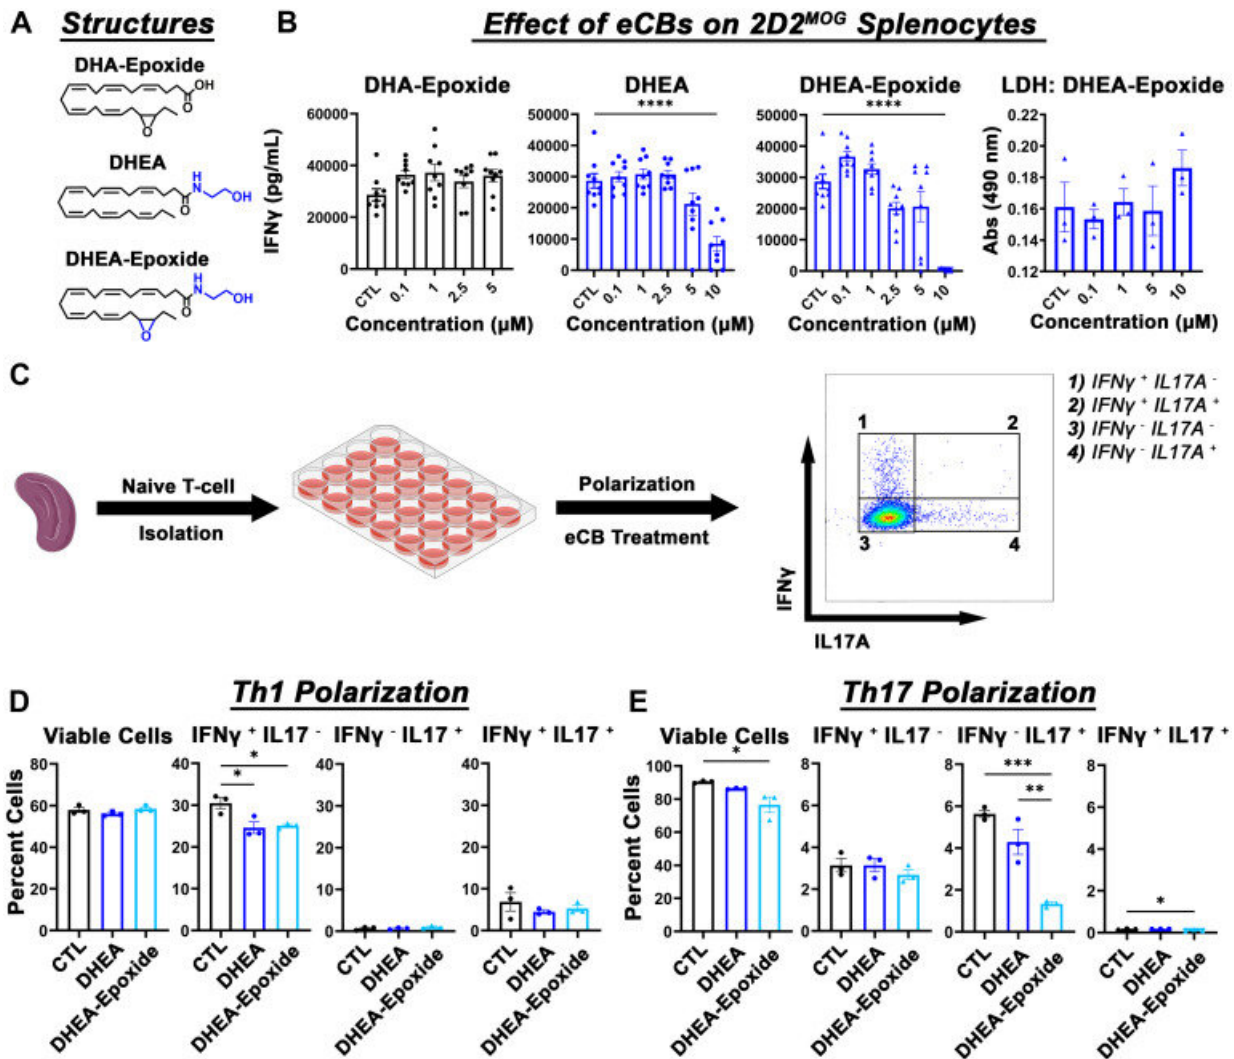 A Structures
DHA-Epoxide
OH
O
O
DHEA
H
N
OH
O
DHEA-Epoxide
H
N
OH
O
O
B Effect of eCBs on 2D2^MOG Splenocytes
DHA-Epoxide
IFNγ (pg/mL)
60000
40000
20000
0
CTL 0.1 1 2.5 5
Concentration (μM)
DHEA
****
50000
40000
30000
20000
10000
0
CTL 0.1 1 2.5 5 10
Concentration (μM)
DHEA-Epoxide
****
50000
40000
30000
20000
10000
0
CTL 0.1 1 2.5 5 10
Concentration (μM)
LDH: DHEA-Epoxide
Abs (490 nm)
0.22
0.20
0.18
0.16
0.14
0.12
CTL 0.1 1 5 10
Concentration (μM)
C
Naive T-cell
Isolation
Polarization
eCB Treatment
1 2
3 4
IFNγ
IL17A
1) IFNγ + IL17A -
2) IFNγ + IL17A +
3) IFNγ - IL17A -
4) IFNγ - IL17A +
D Th1 Polarization
Viable Cells
Percent Cells
80
60
40
20
0
CTL DHEA DHEA-Epoxide
IFNγ + IL17 -
*
*
40
30
20
10
0
CTL DHEA DHEA-Epoxide
IFNγ - IL17 +
40
30
20
10
0
CTL DHEA DHEA-Epoxide
IFNγ + IL17 +
40
30
20
10
0
CTL DHEA DHEA-Epoxide
E Th17 Polarization
Viable Cells
*
Percent Cells
100
80
60
40
20
0
CTL DHEA DHEA-Epoxide
IFNγ + IL17 -
8
6
4
2
0
CTL DHEA DHEA-Epoxide
IFNγ - IL17 +
***
**
8
6
4
2
0
CTL DHEA DHEA-Epoxide
IFNγ + IL17 +
*
8
6
4
2
0
CTL DHEA DHEA-Epoxide